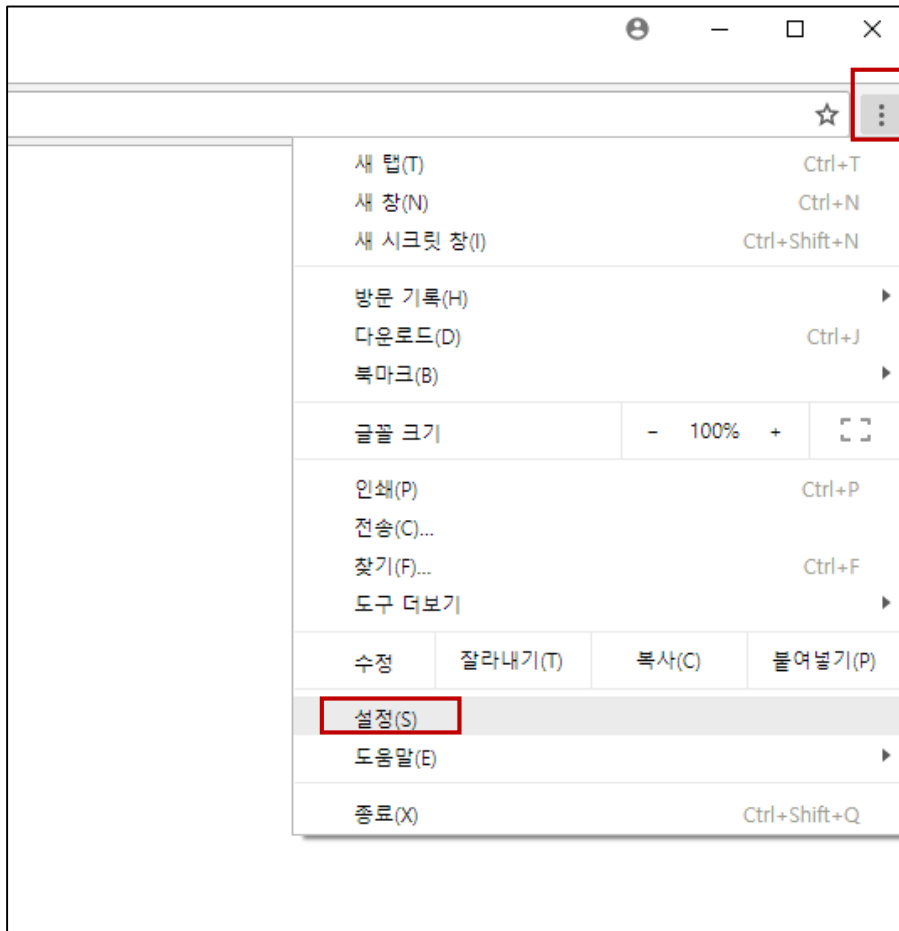 새 탭(T) Ctrl+T
새 창(N) Ctrl+N
새 시크릿 창(I) Ctrl+Shift+N
방문 기록(H)
다운로드(D) Ctrl+J
북마크(B)
글꼴 크기 - 100% +
인쇄(P) Ctrl+P
전송(C)...
찾기(F)... Ctrl+F
도구 더보기
수정 잘라내기(T) 복사(C) 붙여넣기(P)
설정(S)
도움말(E)
종료(X) Ctrl+Shift+Q